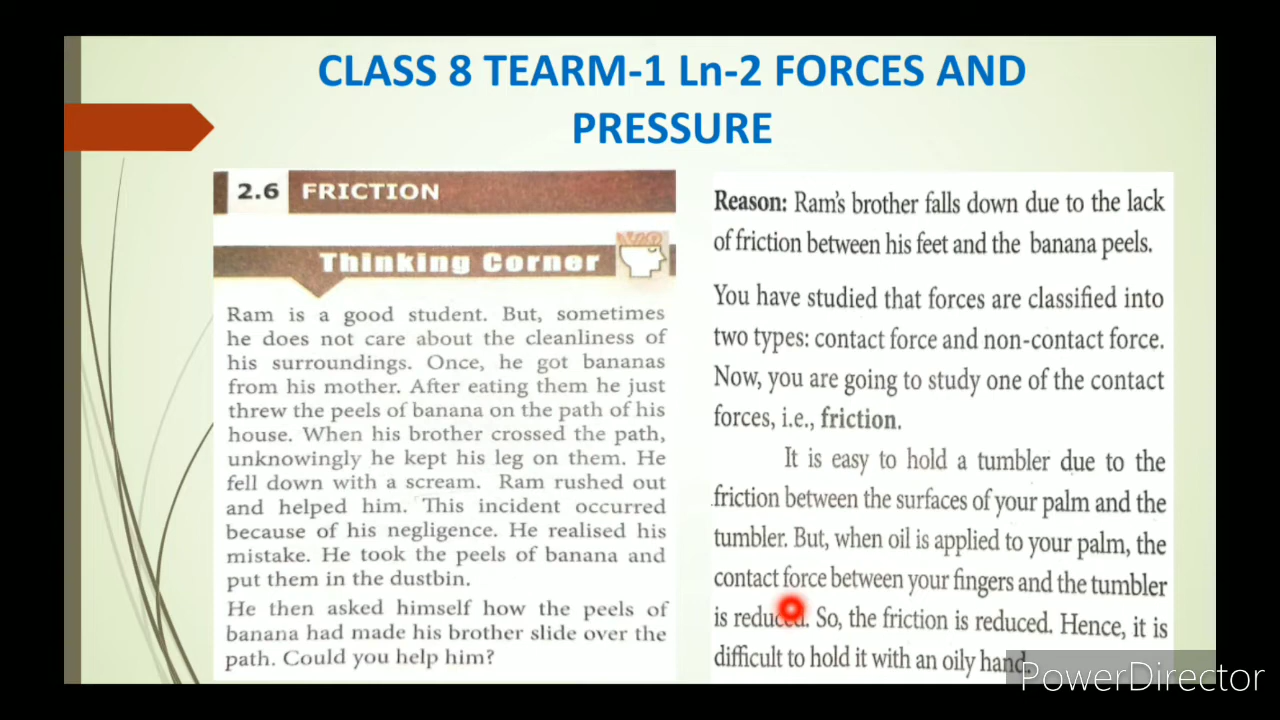 CLASS 8 TEARM-1 Ln-2 FORCES AND
PRESSURE
2.6 FRICTION
Thinking Corner
Ram is a good student. But, sometimes
he does not care about the cleanliness of
his surroundings. Once, he got bananas
from his mother. After eating them he just
threw the peels of banana on the path of his
house. When his brother crossed the path,
unknowingly he kept his leg on them. He
fell down with a scream. Ram rushed out
and helped him. This incident occurred
because of his negligence. He realised his
mistake. He took the peels of banana and
put them in the dustbin.
He then asked himself how the peels of
banana had made his brother slide over the
path. Could you help him?
Reason: Ram's brother falls down due to the lack
of friction between his feet and the banana peels.
You have studied that forces are classified into
two types: contact force and non-contact force.
Now, you are going to study one of the contact
forces, i.e., friction.
It is easy to hold a tumbler due to the
friction between the surfaces of your palm and the
tumbler. But, when oil is applied to your palm, the
contact force between your fingers and the tumbler
is reduced. So, the friction is reduced. Hence, it is
difficult to hold it with an oily hand.
PowerDirector